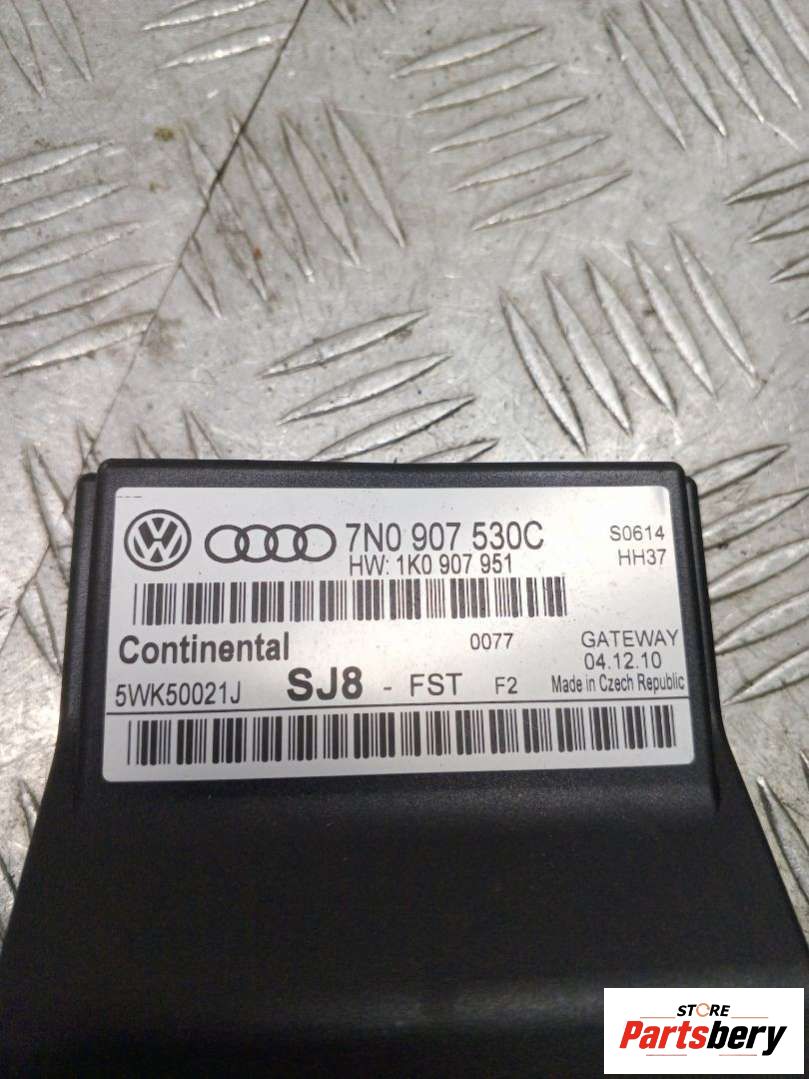 7N0 907 530C
HW: 1K0 907 951
S0614
HH37
Continental
0077
GATEWAY
04.12.10
5WK50021J
SJ8 - FST F2
Made in Czech Republic
STORE
Partsbery